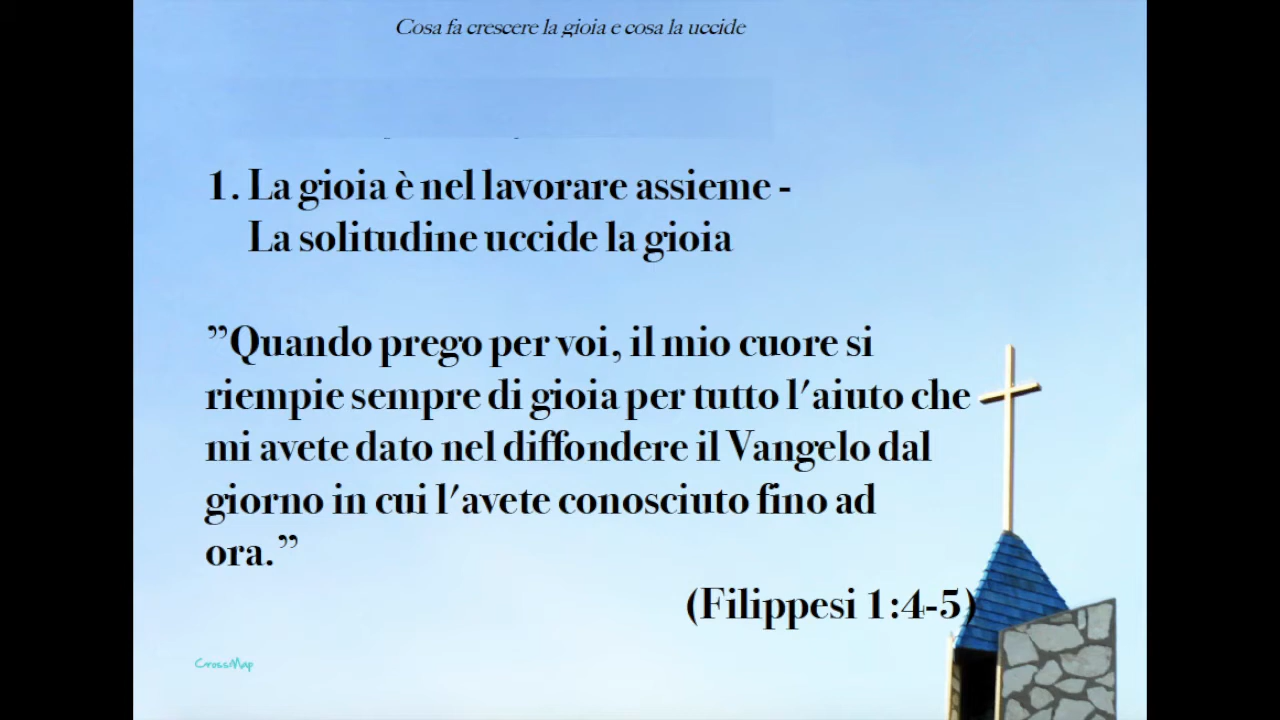 Cosa fa crescere la gioia e cosa la uccide
1. La gioia è nel lavorare assieme -
La solitudine uccide la gioia
”Quando prego per voi, il mio cuore si
riempie sempre di gioia per tutto l'aiuto che
mi avete dato nel diffondere il Vangelo dal
giorno in cui l'avete conosciuto fino ad
ora.”
(Filippesi 1:4-5)
CrossMap